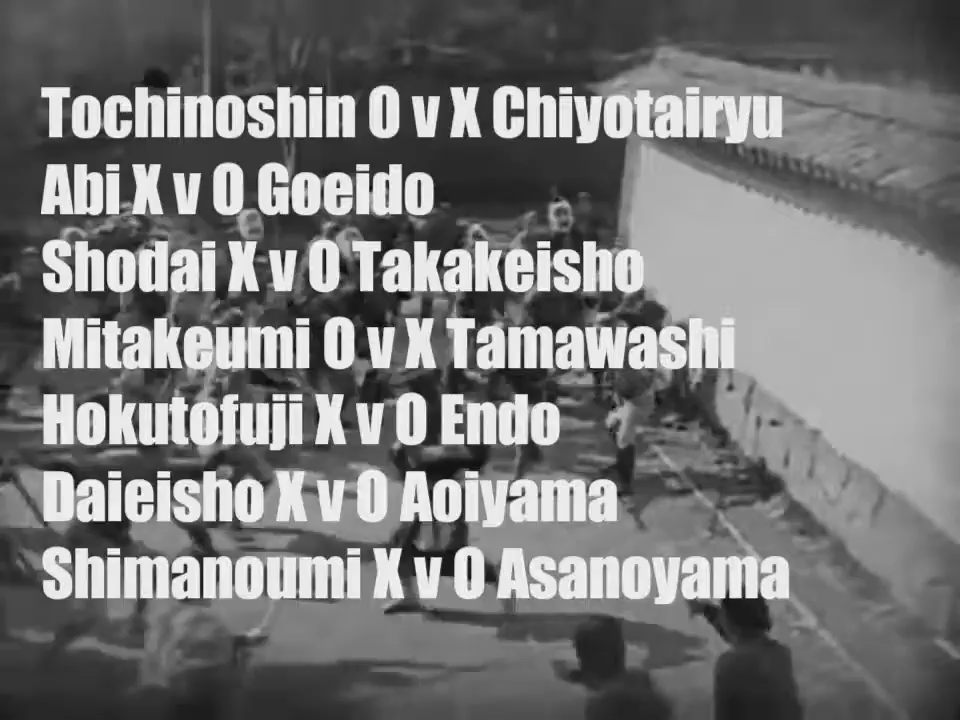 Tochinoshin O v X Chiyotairyu
Abi X v O Goeido
Shodai X v O Takakeisho
Mitakeumi O v X Tamawashi
Hokutofuji X v O Endo
Daieisho X v O Aoiyama
Shimanoumi X v O Asanoyama